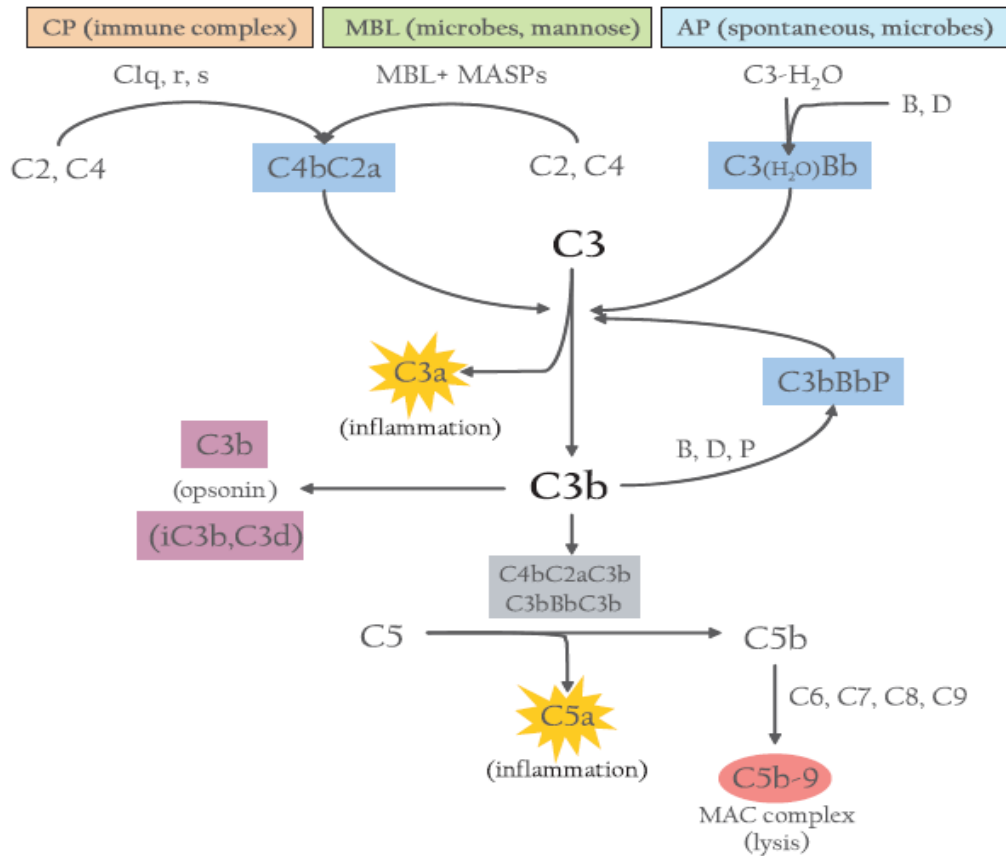 CP (immune complex)
MBL (microbes, mannose)
AP (spontaneous, microbes)
Clq, r, s
MBL+ MASPs
C3-H₂O
B, D
C2, C4
C4bC2a
C2, C4
C3(H₂O)Bb
C3
C3a
(inflammation)
C3bBbP
B, D, P
C3b
(opsonin)
(iC3b,C3d)
C3b
C4bC2aC3b
C3bBbC3b
C5
C5b
C6, C7, C8, C9
C5a
(inflammation)
C5b-9
MAC complex
(lysis)